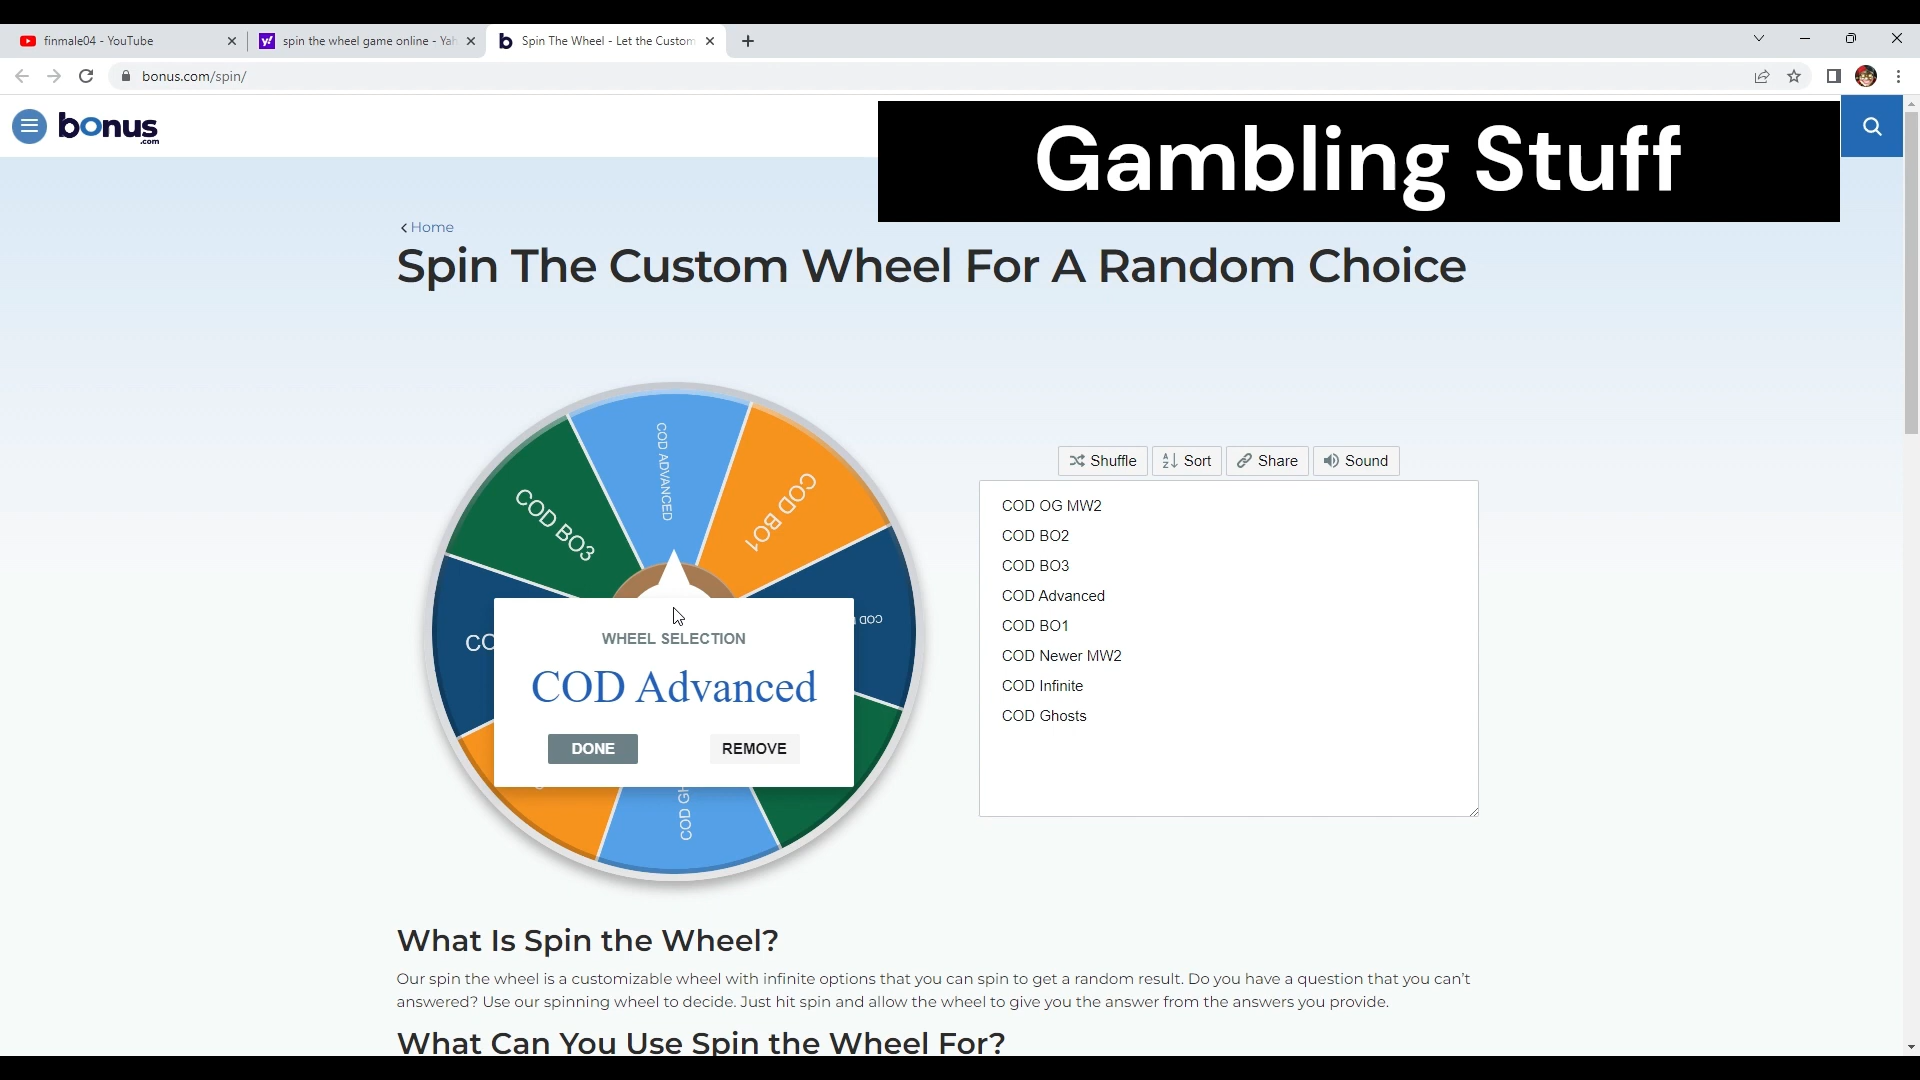 finmale04 - YouTube
spin the wheel game online - Yah
Spin The Wheel - Let the Custom
bonus.com/spin/
bonus
.com
Gambling Stuff
Home
Spin The Custom Wheel For A Random Choice
COD ADVANCED
COD BO1
COD BO3
COD
CO
COD GH
WHEEL SELECTION
COD Advanced
DONE
REMOVE
Shuffle
Sort
Share
Sound
COD OG MW2
COD BO2
COD BO3
COD Advanced
COD BO1
COD Newer MW2
COD Infinite
COD Ghosts
What Is Spin the Wheel?
Our spin the wheel is a customizable wheel with infinite options that you can spin to get a random result. Do you have a question that you can't
answered? Use our spinning wheel to decide. Just hit spin and allow the wheel to give you the answer from the answers you provide.
What Can You Use Spin the Wheel For?